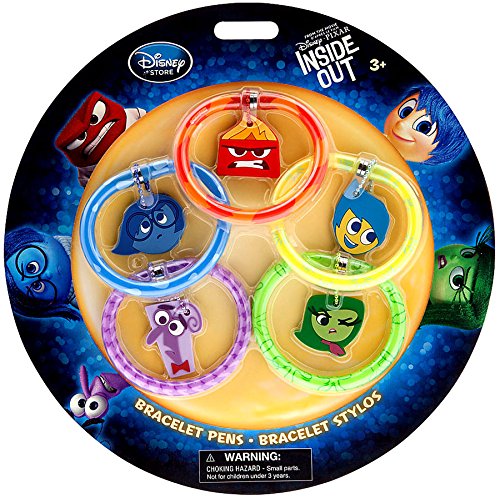 Disney
STORE
FROM THE MOVIE
Disney · PIXAR
INSIDE
OUT
3+
BRACELET PENS • BRACELET STYLOS
WARNING:
CHOKING HAZARD - Small parts.
Not for children under 3 years.